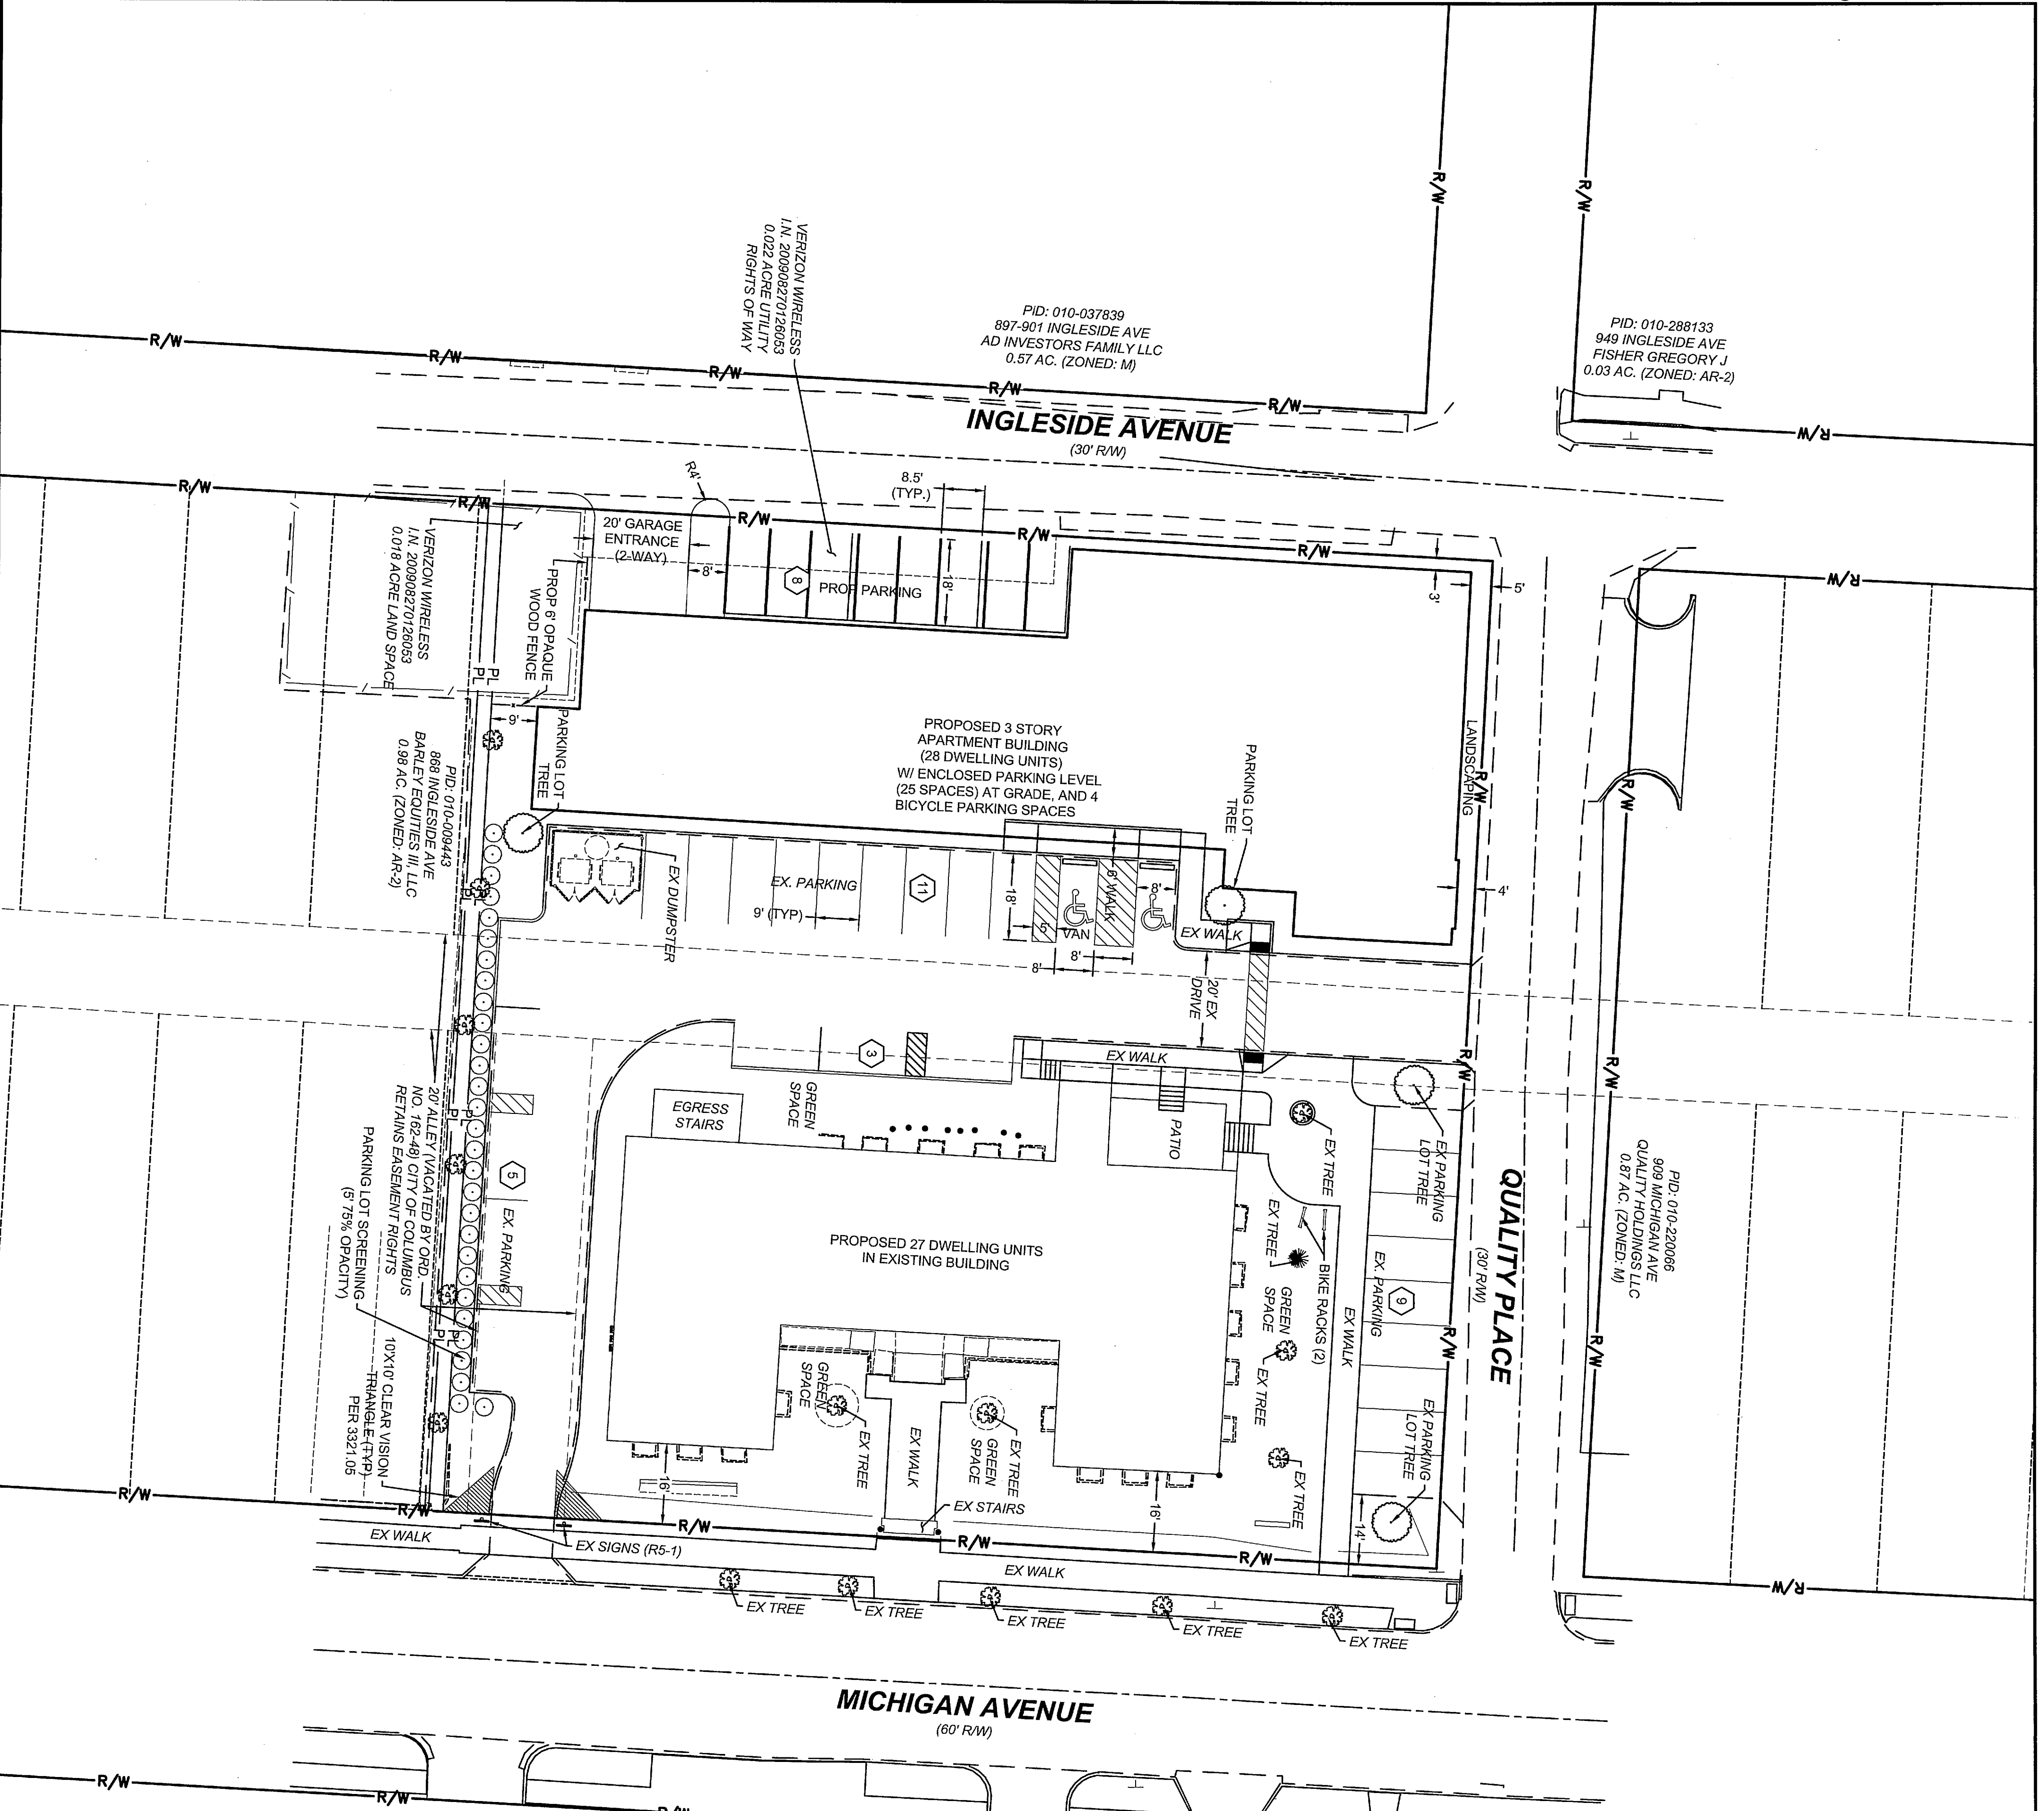 R/W
R/W
VERIZON WIRELESS
I.N. 200908270126053
0.022 ACRE UTILITY
RIGHTS OF WAY
PID: 010-037839
897-901 INGLESIDE AVE
AD INVESTORS FAMILY LLC
0.57 AC. (ZONED: M)
PID: 010-288133
949 INGLESIDE AVE
FISHER GREGORY J
0.03 AC. (ZONED: AR-2)
R/W
R/W
R/W
R/W
R/W
R/W
INGLESIDE AVENUE
(30' R/W)
R/W
R/W
R/W
R/W
R/W
R/W
R4'
8.5'
(TYP.)
20' GARAGE
ENTRANCE
(2-WAY)
8'
8
PROP PARKING
18'
3'
5'
VERIZON WIRELESS
I.N. 200908270126053
0.018 ACRE LAND SPACE
PROP 6' OPAQUE
WOOD FENCE
PL
PL
9'
PARKING LOT
TREE
PROPOSED 3 STORY
APARTMENT BUILDING
(28 DWELLING UNITS)
W/ ENCLOSED PARKING LEVEL
(25 SPACES) AT GRADE, AND 4
BICYCLE PARKING SPACES
PARKING LOT
TREE
LANDSCAPING
R/W
R/W
PID: 010-009443
868 INGLESIDE AVE
BARLEY EQUITIES III, LLC
0.98 AC. (ZONED: AR-2)
PL
EX DUMPSTER
EX. PARKING
9' (TYP)
11
18'
5'
VAN
6' WALK
8'
8'
8'
EX WALK
20' EX
DRIVE
4'
3
EX WALK
R/W
R/W
GREEN
SPACE
EGRESS
STAIRS
PATIO
EX TREE
EX PARKING
LOT TREE
PID: 010-220066
909 MICHIGAN AVE
QUALITY HOLDINGS LLC
0.87 AC. (ZONED: M)
QUALITY PLACE
(30' R/W)
20' ALLEY (VACATED BY ORD.
NO. 162-48) CITY OF COLUMBUS
RETAINS EASEMENT RIGHTS
PARKING LOT SCREENING
(5' 75% OPACITY)
PL
PL
5
EX. PARKING
PROPOSED 27 DWELLING UNITS
IN EXISTING BUILDING
EX TREE
BIKE RACKS (2)
GREEN
SPACE
EX WALK
EX. PARKING
9
R/W
R/W
PL
PL
10'X10' CLEAR VISION
TRIANGLE (TYP)
PER 3321.05
GREEN
SPACE
EX TREE
EX WALK
GREEN
SPACE
EX TREE
EX TREE
EX TREE
EX PARKING
LOT TREE
16'
16'
14'
EX STAIRS
R/W
R/W
R/W
R/W
R/W
R/W
EX WALK
EX SIGNS (R5-1)
EX WALK
EX TREE
EX TREE
EX TREE
EX TREE
EX TREE
MICHIGAN AVENUE
(60' R/W)
R/W
R/W
R/W